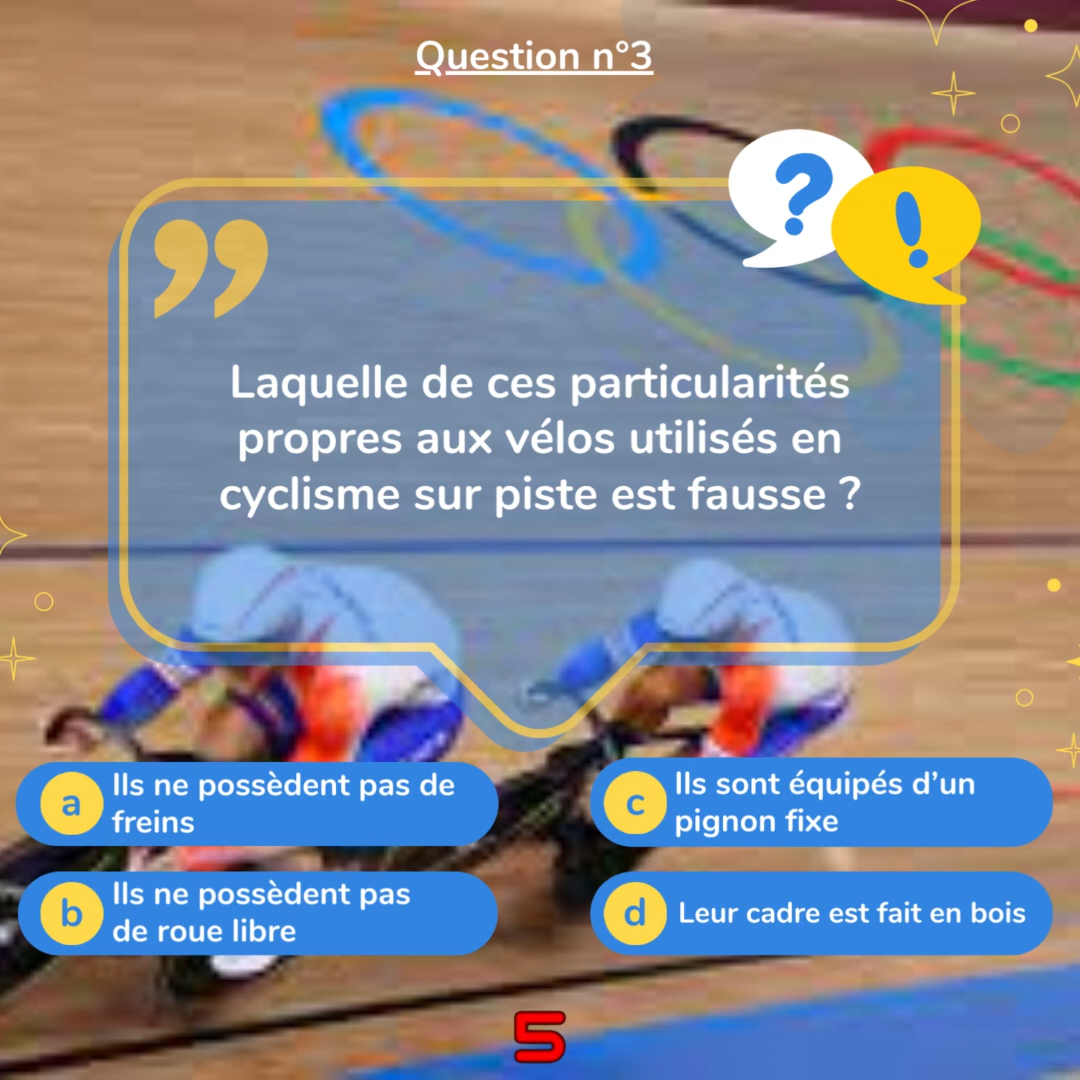 Question n°3
?
!
”
Laquelle de ces particularités
propres aux vélos utilisés en
cyclisme sur piste est fausse ?
a
Ils ne possèdent pas de
freins
b
Ils ne possèdent pas
de roue libre
c
Ils sont équipés d’un
pignon fixe
d
Leur cadre est fait en bois
5